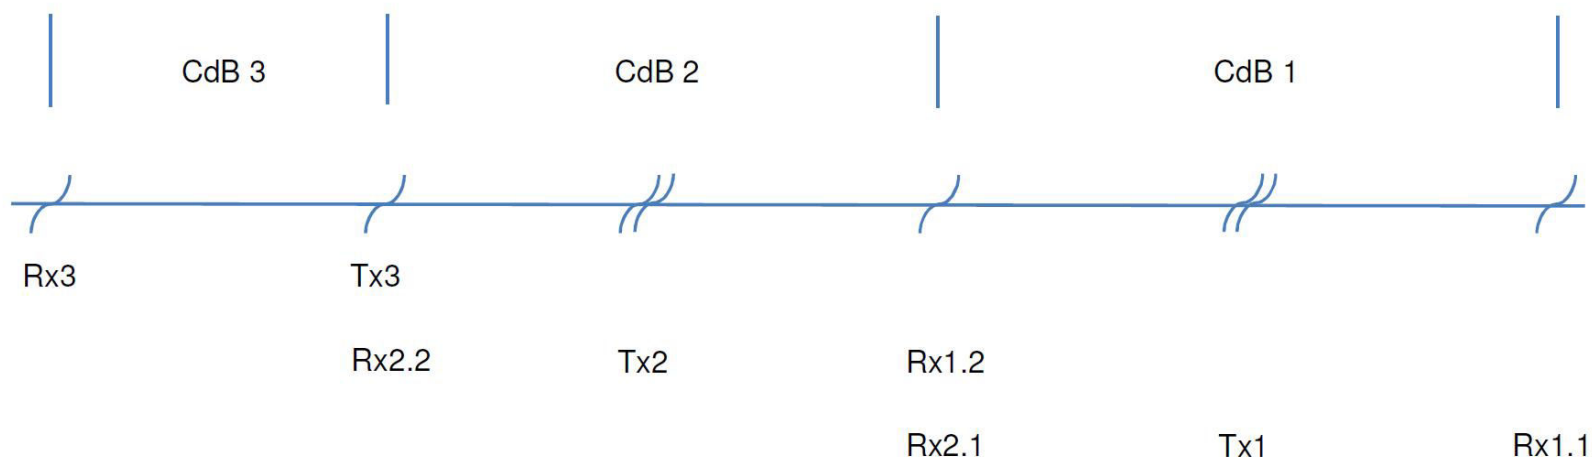 CdB 3 CdB 2 CdB 1
Rx3 Tx3
Rx2.2 Tx2 Rx1.2
Rx2.1 Tx1 Rx1.1